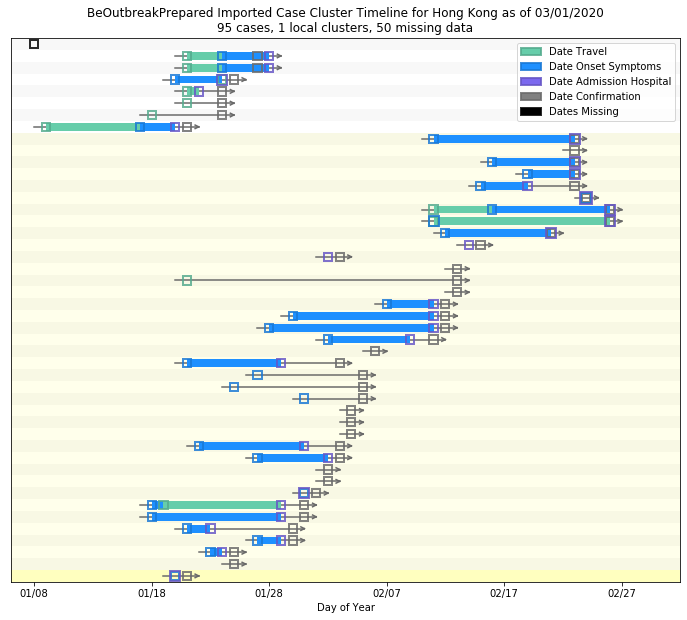 BeOutbreakPrepared Imported Case Cluster Timeline for Hong Kong as of 03/01/2020
95 cases, 1 local clusters, 50 missing data
Date Travel
Date Onset Symptoms
Date Admission Hospital
Date Confirmation
Dates Missing
01/08 01/18 01/28 02/07 02/17 02/27
Day of Year